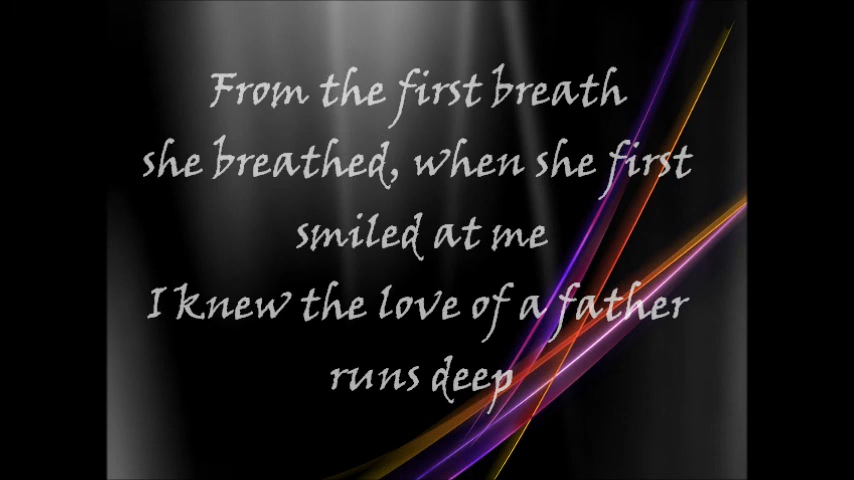 From the first breath
she breathed, when she first
smiled at me
I knew the love of a father
runs deep